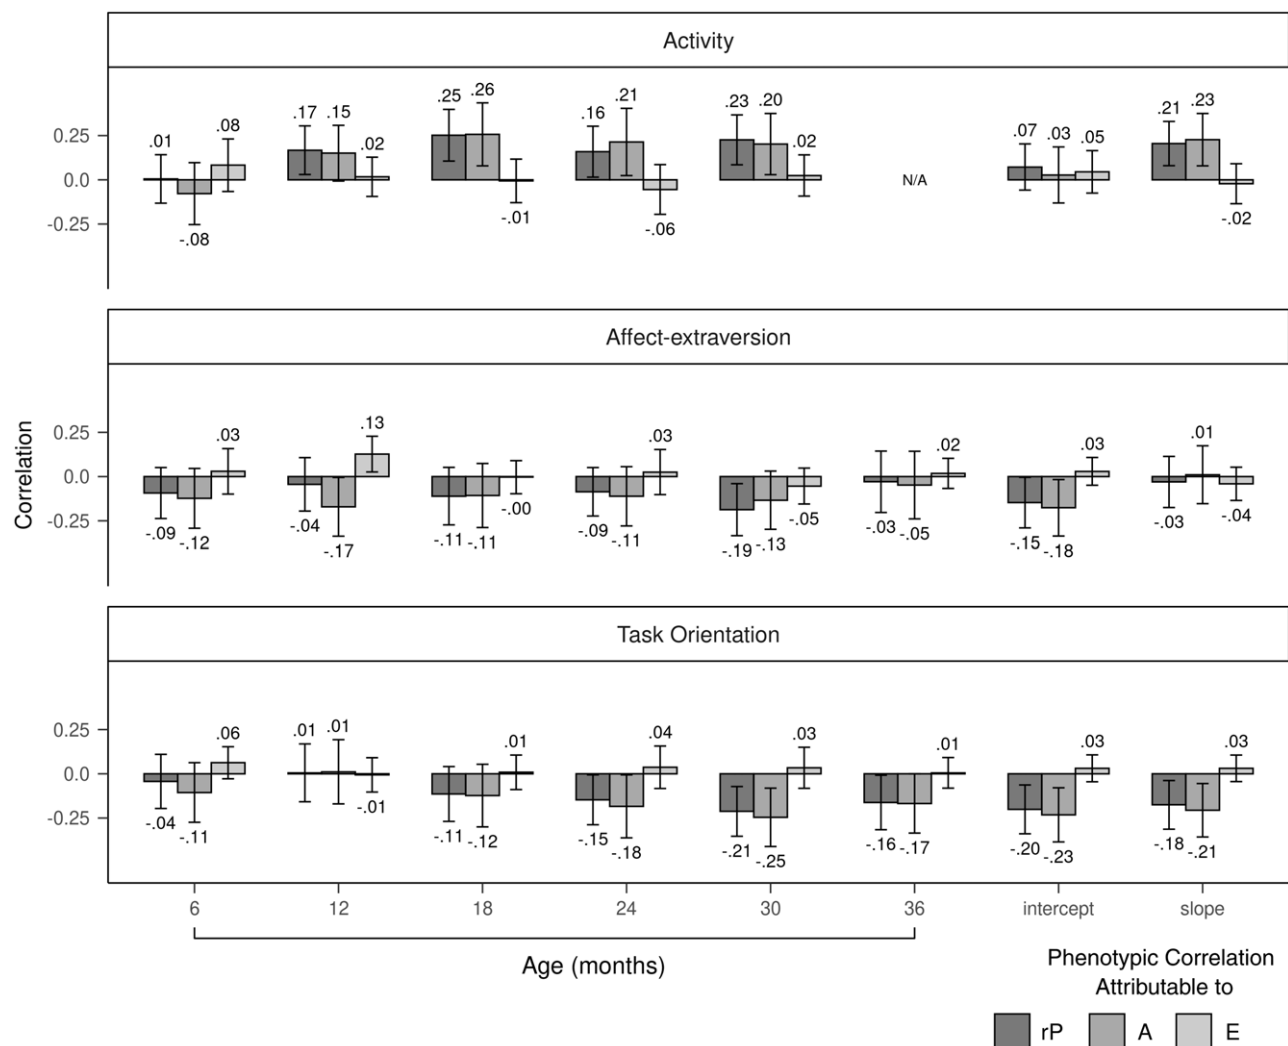 Activity
.01 .08 .17 .15 .02 .25 .26 .16 .21 .23 .20 .02 .07 .03 .05 .21 .23
0.25
0.0
N/A
-0.25
-.08 -.01 -.06 -.02
Affect-extraversion
Correlation
.03 .13 .03 .02 .03 .01
0.25
0.0
-0.25
-.09 -.12 -.04 -.17 -.11 -.11 -.00 -.09 -.11 -.19 -.13 -.05 -.03 -.05 -.15 -.18 -.03 -.04
Task Orientation
.06 .01 .01 .01 .04 .03 .01 .03 .03
0.25
0.0
-0.25
-.04 -.11 -.01 -.11 -.12 -.15 -.18 -.21 -.25 -.16 -.17 -.20 -.23 -.18 -.21
6 12 18 24 30 36 intercept slope
Age (months)
Phenotypic Correlation
Attributable to
rP A E